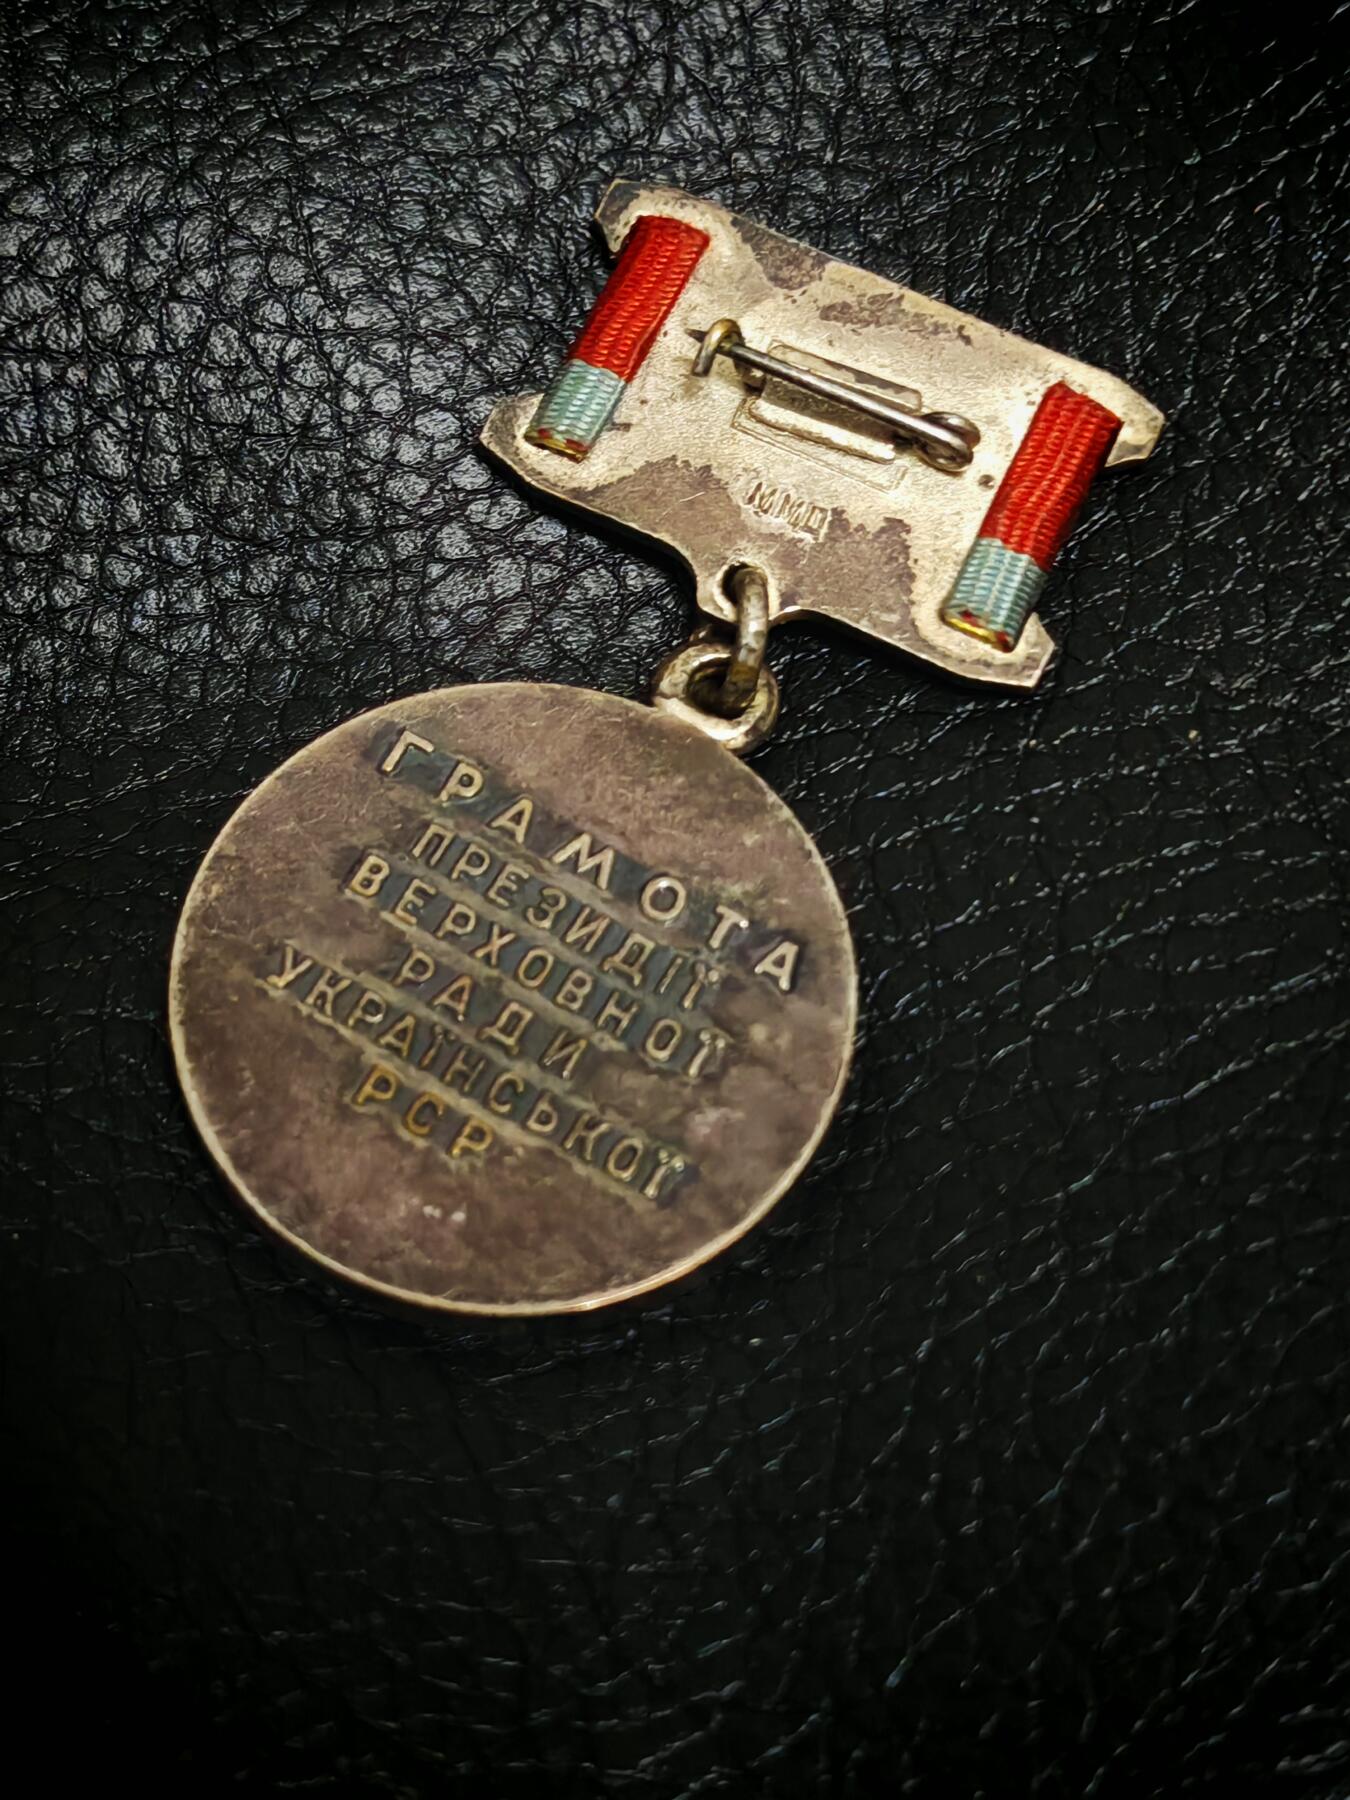 ММД
ГРАМОТА
ПРЕЗИДІЇ
ВЕРХОВНОЇ
РАДИ
УКРАЇНСЬКОЇ
РСР